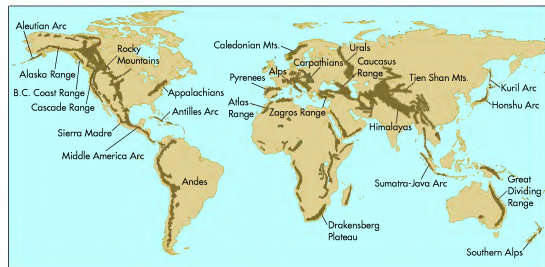 Aleutian Arc
Rocky
Mountains
Alaska Range
B.C. Coast Range
Cascade Range
Appalachians
Antilles Arc
Sierra Madre
Middle America Arc
Andes
Caledonian Mts.
Urals
Carpathians
Alps
Caucasus
Range
Pyrenees
Tien Shan Mts.
Atlas
Range
Zagros Range
Kuril Arc
Honshu Arc
Himalayas
Sumatra-Java Arc
Great
Dividing
Range
Drakensberg
Plateau
Southern Alps